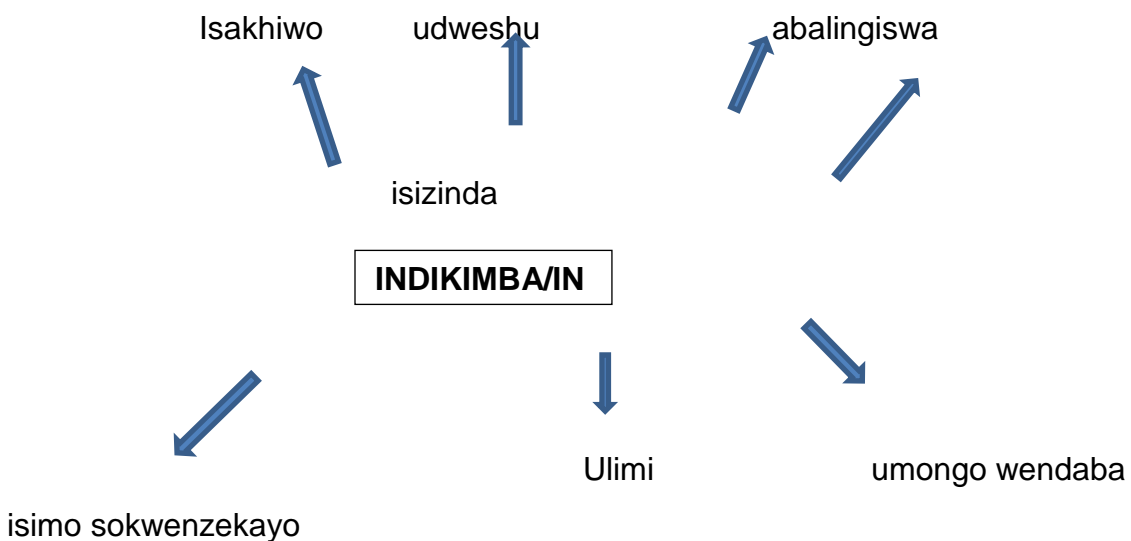 Isakhiwo udweshu abalingiswa
isizinda
INDIKIMBA/IN
Ulimi umongo wendaba
isimo sokwenzekayo